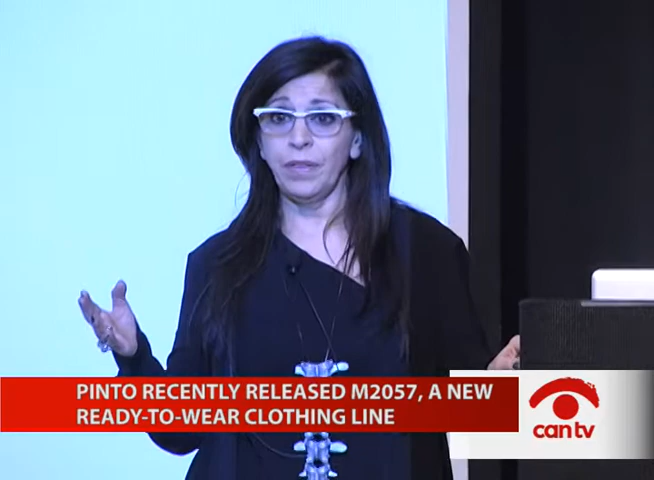 PINTO RECENTLY RELEASED M2057, A NEW
READY-TO-WEAR CLOTHING LINE
can tv